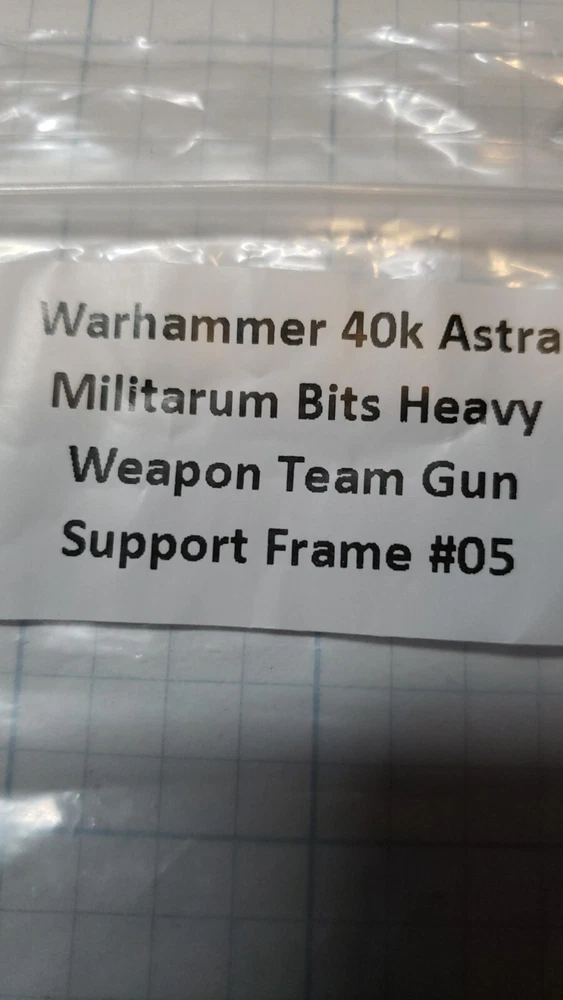 Warhammer 40k Astra
Militarum Bits Heavy
Weapon Team Gun
Support Frame #05